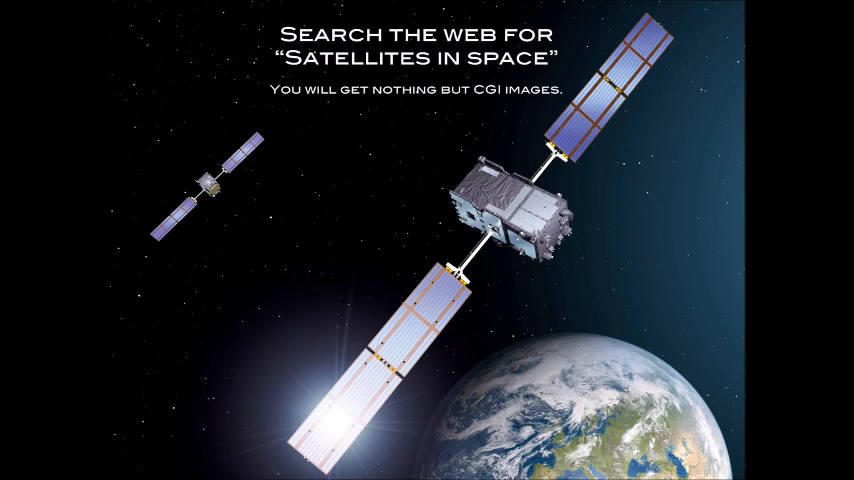 Search the web for
“Satellites in space”
You will get nothing but CGI images.